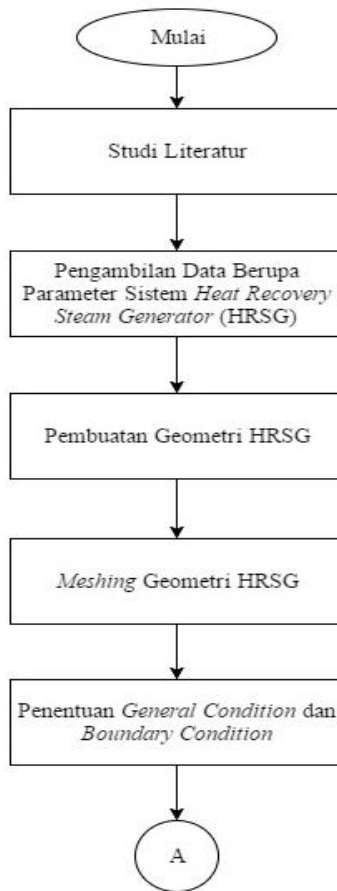 Mulai
Studi Literatur
Pengambilan Data Berupa
Parameter Sistem Heat Recovery
Steam Generator (HRSG)
Pembuatan Geometri HRSG
Meshing Geometri HRSG
Penentuan General Condition dan
Boundary Condition
A